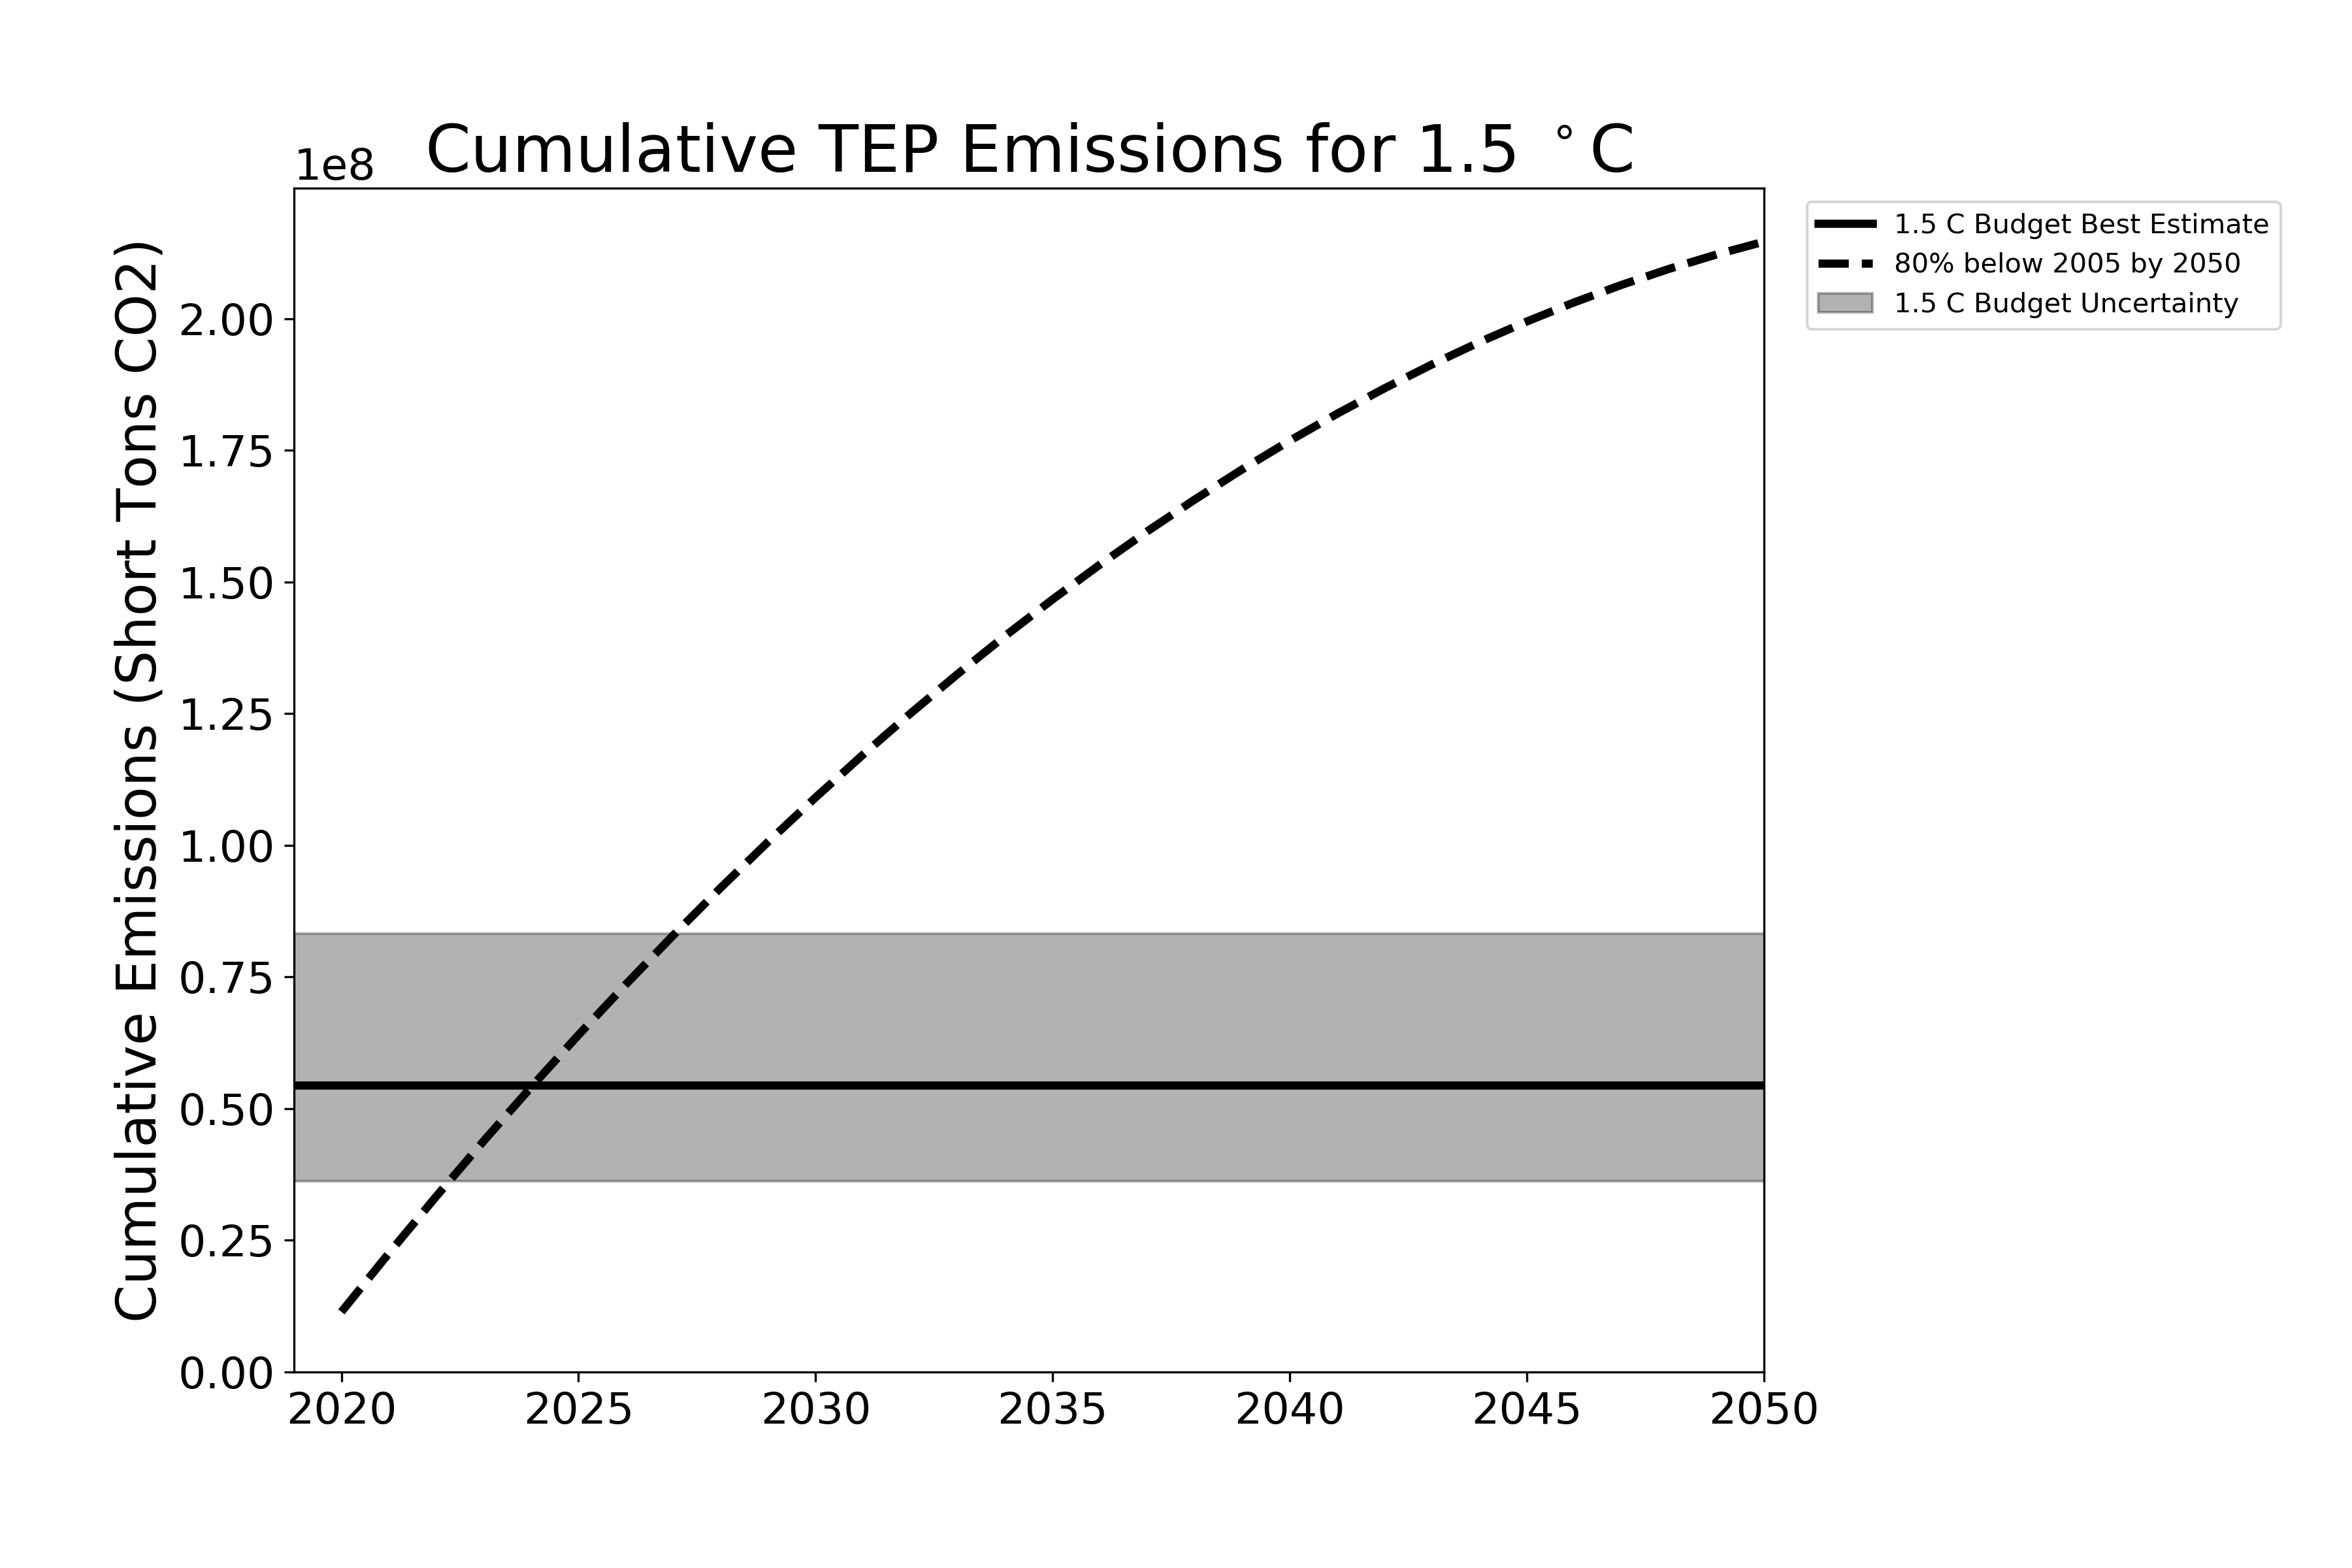 Cumulative TEP Emissions for 1.5 °C
1e8
1.5 C Budget Best Estimate
80% below 2005 by 2050
1.5 C Budget Uncertainty
Cumulative Emissions (Short Tons CO2)
2.00
1.75
1.50
1.25
1.00
0.75
0.50
0.25
0.00
2020 2025 2030 2035 2040 2045 2050